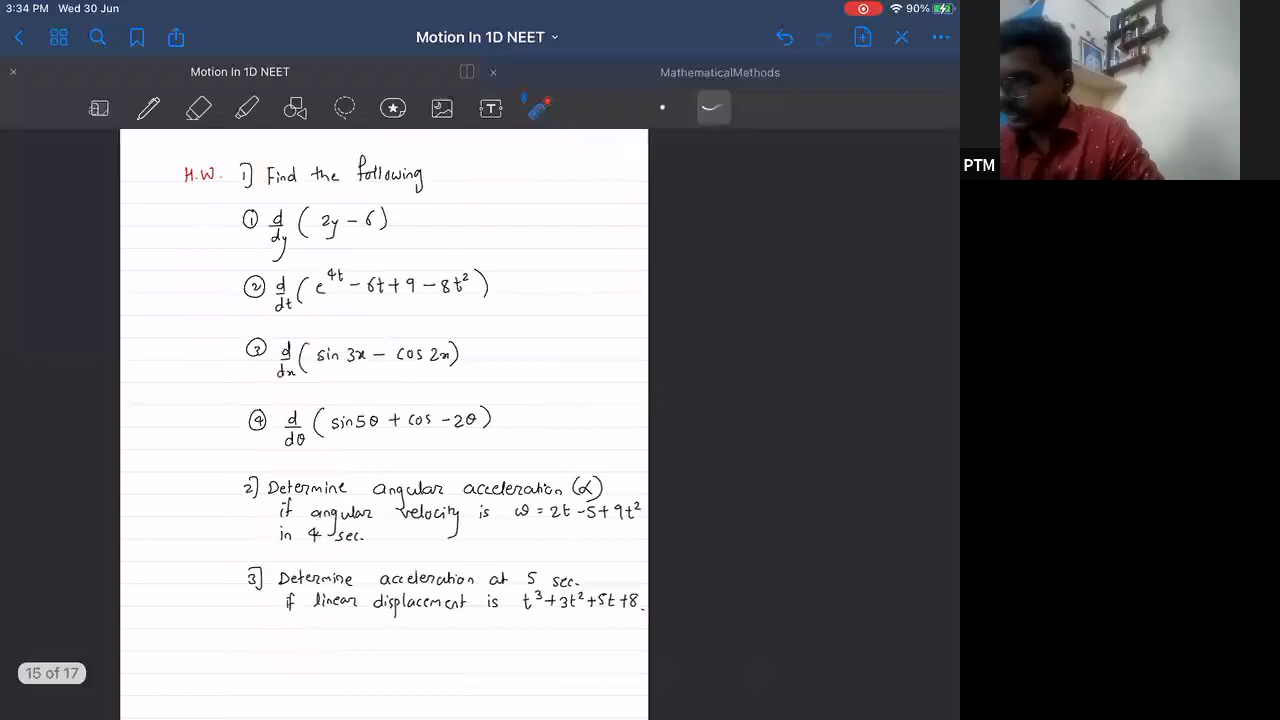 3:34 PM Wed 30 Jun
90%
Motion In 1D NEET
Motion In 1D NEET
MathematicalMethods
H.W. 1) Find the following
① d/dy (2y - 6)
② d/dt (e^4t - 6t + 9 - 8t²)
③ d/dx (sin 3x - cos 2x)
④ d/dθ (sin5θ + cos -2θ)
2] Determine angular acceleration (α)
if angular velocity is ω = 2t - 5 + 9t²
in 4 sec.
3] Determine acceleration at 5 sec.
if linear displacement is t³ + 3t² + 5t + 8.
15 of 17
PTM